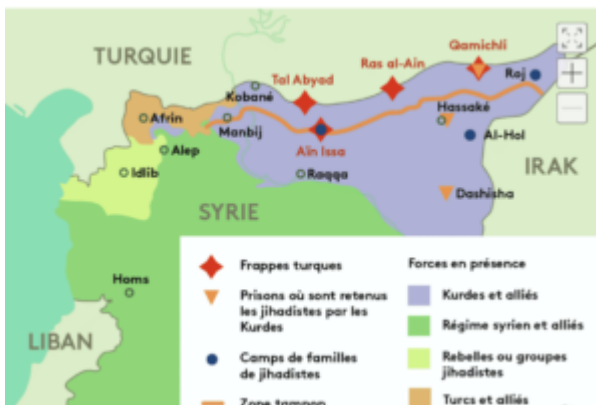 TURQUIE
Qamichli
Ras al-Ain
Roj
Tal Abyad
Kobané
Hassaké
Afrin
Manbij
Aïn Issa
Al-Hol
Alep
Idlib
Raqqa
IRAK
Dashisha
SYRIE
Homs
LIBAN
Frappes turques
Prisons où sont retenus
les jihadistes par les
Kurdes
Camps de familles
de jihadistes
Zone tampon
Forces en présence
Kurdes et alliés
Régime syrien et alliés
Rebelles ou groupes
jihadistes
Turcs et alliés